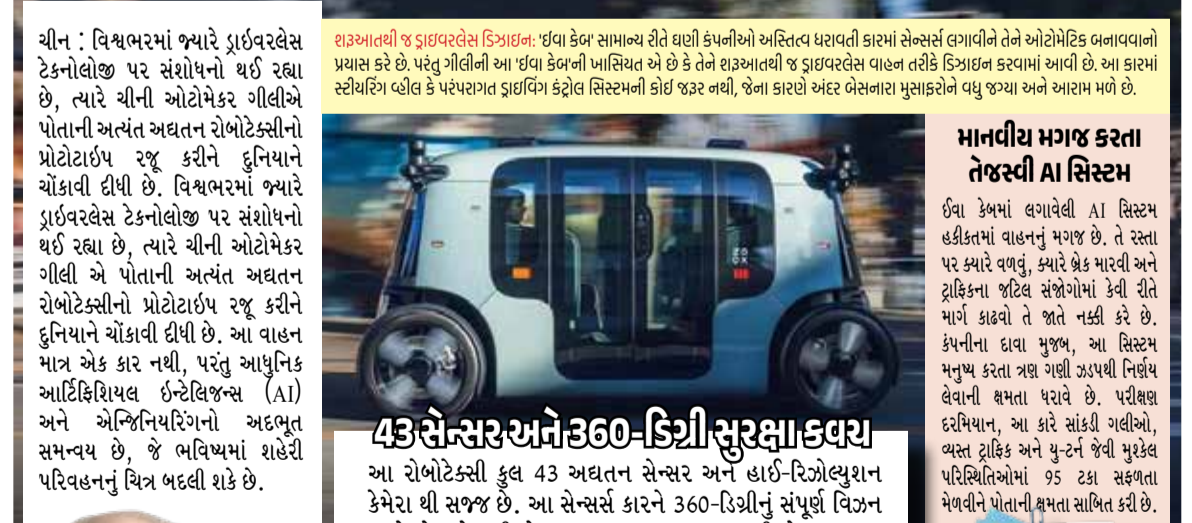 ચીન : વિશ્વભરમાં જ્યારે ડ્રાઇવરલેસ
ટેકનોલોજી પર સંશોધનો થઈ રહ્યા
છે, ત્યારે ચીની ઓટોમેકર ગીલીએ
પોતાની અત્યંત અદ્યતન રોબોટેક્સીનો
પ્રોટોટાઇપ રજૂ કરીને દુનિયાને
ચોંકાવી દીધી છે. વિશ્વભરમાં જ્યારે
ડ્રાઇવરલેસ ટેકનોલોજી પર સંશોધનો
થઈ રહ્યા છે, ત્યારે ચીની ઓટોમેકર
ગીલી એ પોતાની અત્યંત અદ્યતન
રોબોટેક્સીનો પ્રોટોટાઇપ રજૂ કરીને
દુનિયાને ચોંકાવી દીધી છે. આ વાહન
માત્ર એક કાર નથી, પરંતુ આધુનિક
આર્ટિફિશિયલ ઇન્ટેલિજન્સ (AI)
અને એન્જિનિયરિંગનો અદભૂત
સમન્વય છે, જે ભવિષ્યમાં શહેરી
પરિવહનનું ચિત્ર બદલી શકે છે.
શરૂઆતથી જ ડ્રાઇવરલેસ ડિઝાઇન: 'ઈવા કેબ' સામાન્ય રીતે ઘણી કંપનીઓ અસ્તિત્વ ધરાવતી કારમાં સેન્સર્સ લગાવીને તેને ઓટોમેટિક બનાવવાનો
પ્રયાસ કરે છે. પરંતુ ગીલીની આ 'ઈવા કેબ'ની ખાસિયત એ છે કે તેને શરૂઆતથી જ ડ્રાઇવરલેસ વાહન તરીકે ડિઝાઇન કરવામાં આવી છે. આ કારમાં
સ્ટીયરિંગ વ્હીલ કે પરંપરાગત ડ્રાઇવિંગ કંટ્રોલ સિસ્ટમની કોઈ જરૂર નથી, જેના કારણે અંદર બેસનારા મુસાફરોને વધુ જગ્યા અને આરામ મળે છે.
43 સેન્સર અને 360-ડિગ્રી સુરક્ષા કવચ
આ રોબોટેક્સી કુલ 43 અદ્યતન સેન્સર અને હાઈ-રિઝોલ્યુશન
કેમેરા થી સજ્જ છે. આ સેન્સર્સ કારને 360-ડિગ્રીનું સંપૂર્ણ વિઝન
માનવીય મગજ કરતા
તેજસ્વી AI સિસ્ટમ
ઈવા કેબમાં લગાવેલી AI સિસ્ટમ
હકીકતમાં વાહનનું મગજ છે. તે રસ્તા
પર ક્યારે વળવું, ક્યારે બ્રેક મારવી અને
ટ્રાફિકના જટિલ સંજોગોમાં કેવી રીતે
માર્ગ કાઢવો તે જાતે નક્કી કરે છે.
કંપનીના દાવા મુજબ, આ સિસ્ટમ
મનુષ્ય કરતા ત્રણ ગણી ઝડપથી નિર્ણય
લેવાની ક્ષમતા ધરાવે છે. પરીક્ષણ
દરમિયાન, આ કારે સાંકડી ગલીઓ,
વ્યસ્ત ટ્રાફિક અને યુ-ટર્ન જેવી મુશ્કેલ
પરિસ્થિતિઓમાં 95 ટકા સફળતા
મેળવીને પોતાની ક્ષમતા સાબિત કરી છે.